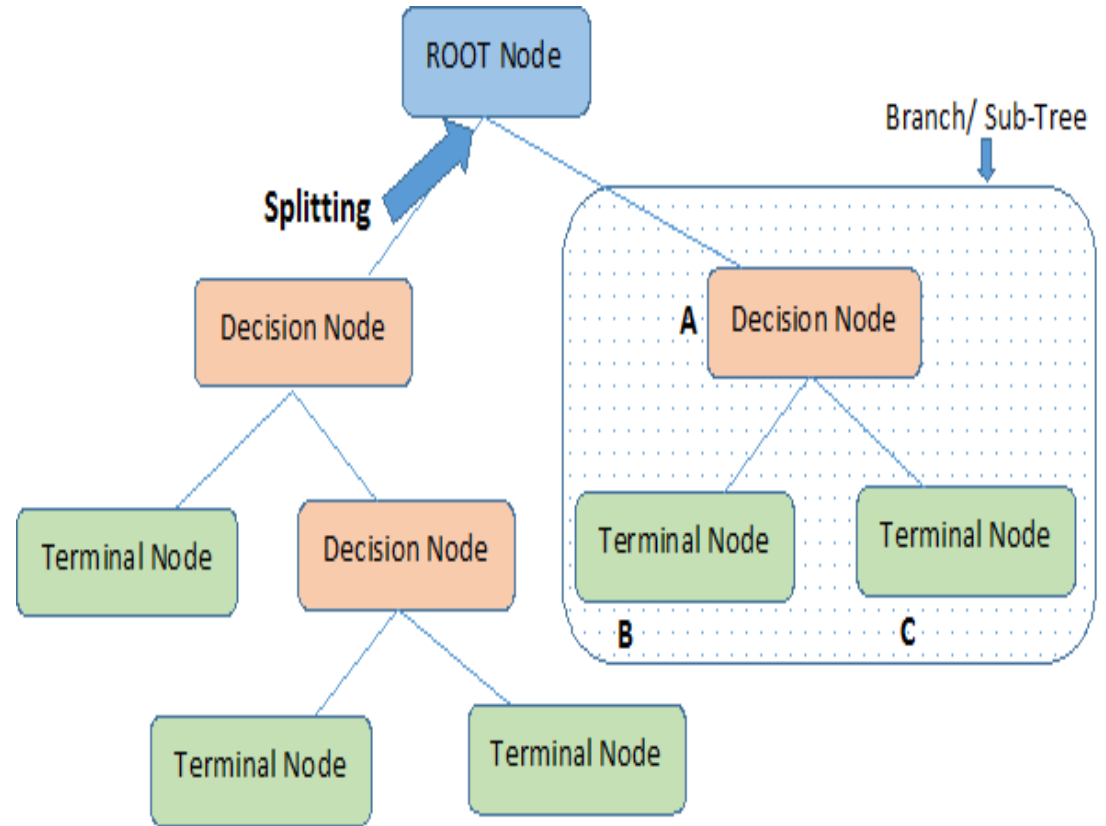 ROOT Node
Branch/ Sub-Tree
Splitting
Decision Node
A
Decision Node
Terminal Node
Decision Node
Terminal Node
Terminal Node
B
C
Terminal Node
Terminal Node